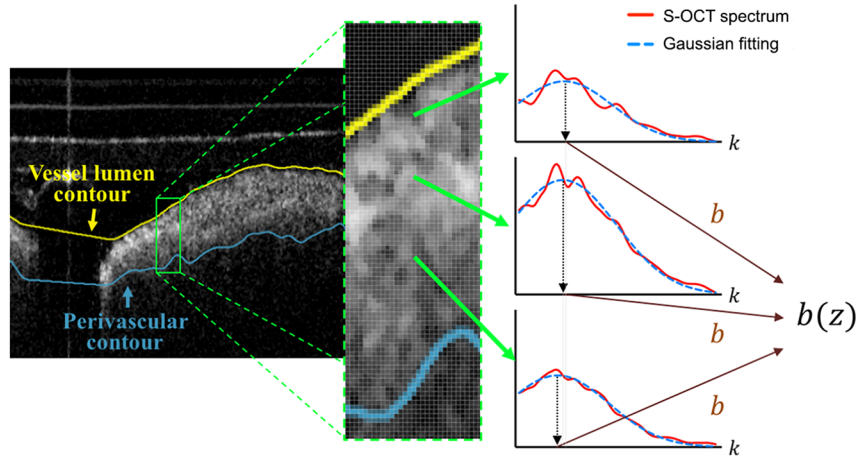 S-OCT spectrum
Gaussian fitting
Vessel lumen
contour
Perivascular
contour
k
b
k
b(z)
b
b
k